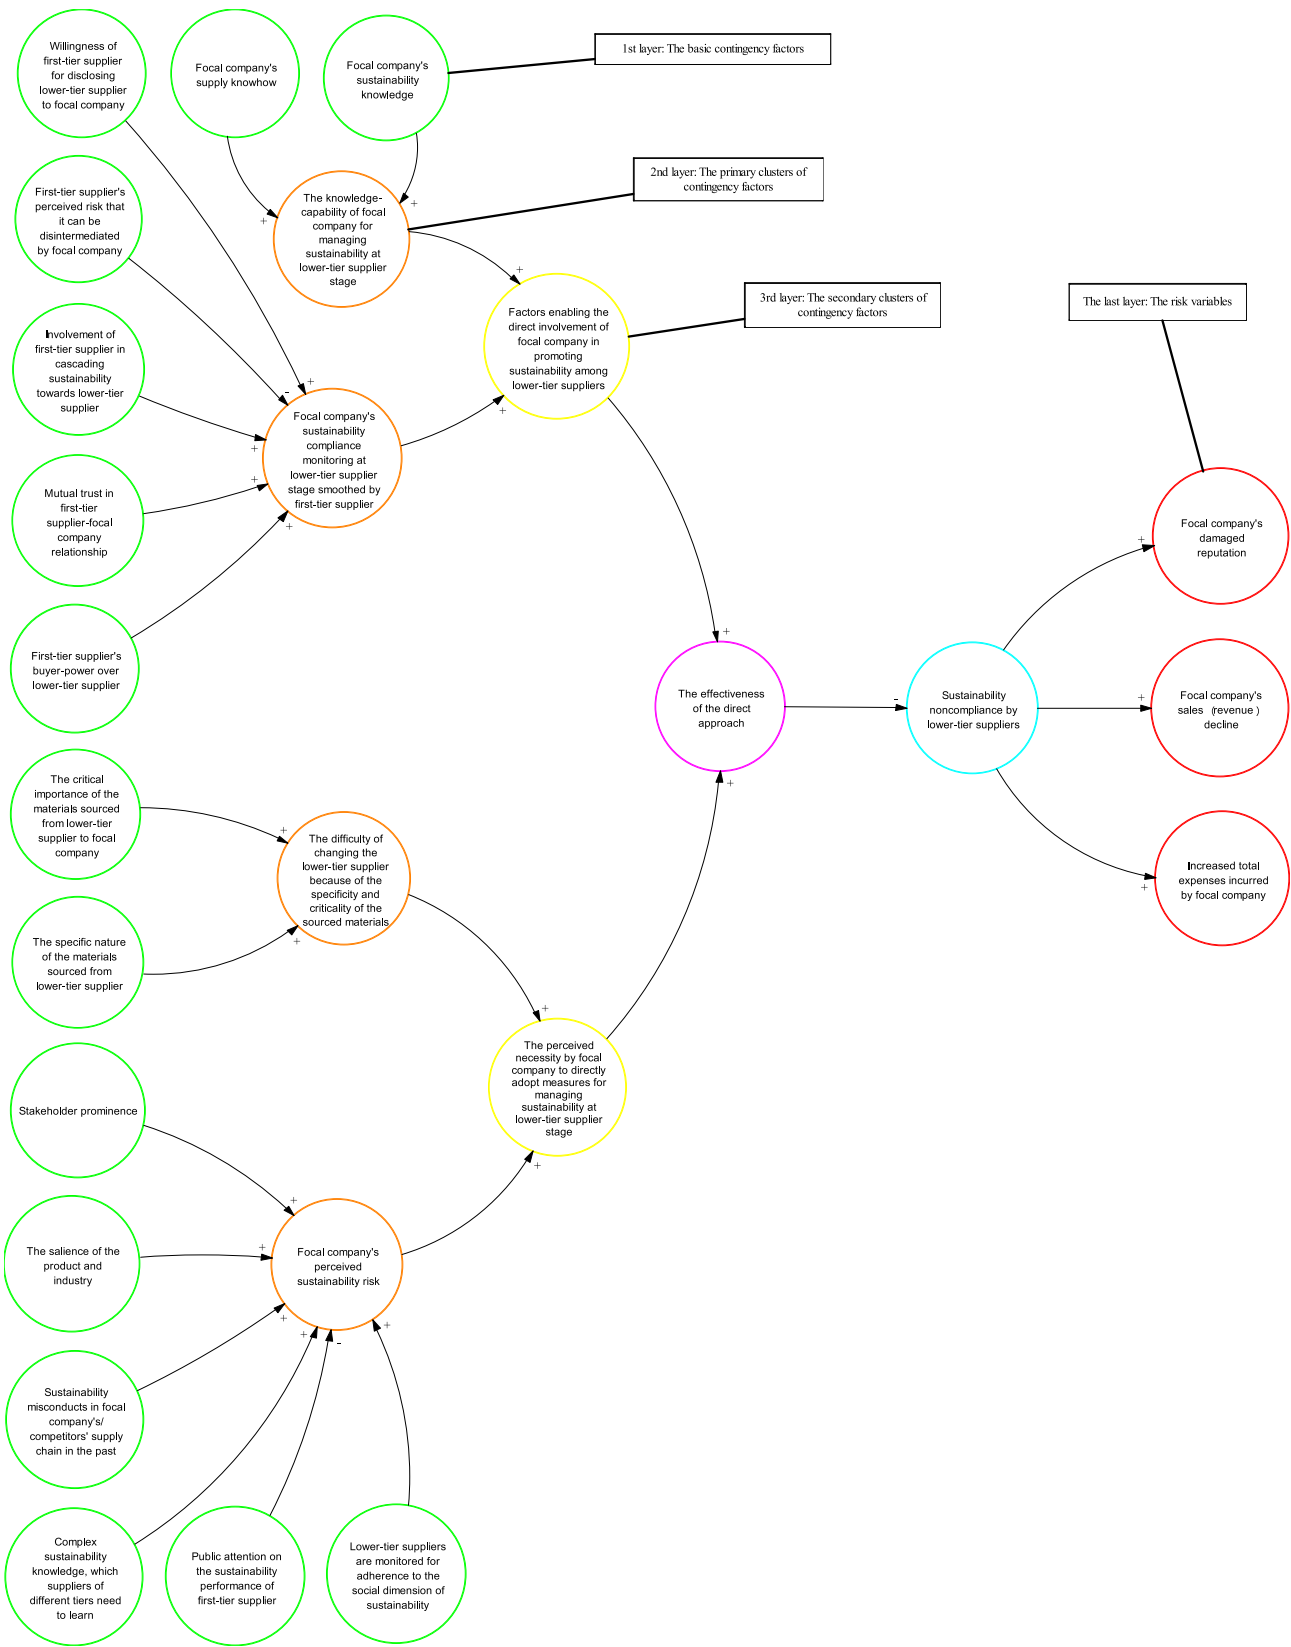 Willingness of
first-tier supplier
for disclosing
lower-tier supplier
to focal company
Focal company's
supply knowhow
Focal company's
sustainability
knowledge
1st layer: The basic contingency factors
2nd layer: The primary clusters of
contingency factors
First-tier supplier's
perceived risk that
it can be
disintermediated
by focal company
The knowledge-
capability of focal
company for
managing
sustainability at
lower-tier supplier
stage
+
+
+
3rd layer: The secondary clusters of
contingency factors
The last layer: The risk variables
Factors enabling the
direct involvement of
focal company in
promoting
sustainability among
lower-tier suppliers
Involvement of
first-tier supplier in
cascading
sustainability
towards lower-tier
supplier
+
-
+
+
+
+
Focal company's
sustainability
compliance
monitoring at
lower-tier supplier
stage smoothed by
first-tier supplier
Mutual trust in
first-tier
supplier-focal
company
relationship
Focal company's
damaged
reputation
+
First-tier supplier's
buyer-power over
lower-tier supplier
+
The effectiveness
of the direct
approach
-
Sustainability
noncompliance by
lower-tier suppliers
+
Focal company's
sales (revenue)
decline
+
The critical
importance of the
materials sourced
from lower-tier
supplier to focal
company
+
The difficulty of
changing the
lower-tier supplier
because of the
specificity and
criticality of the
sourced materials
Increased total
expenses incurred
by focal company
+
The specific nature
of the materials
sourced from
lower-tier supplier
+
+
The perceived
necessity by focal
company to directly
adopt measures for
managing
sustainability at
lower-tier supplier
stage
+
Stakeholder prominence
+
The salience of the
product and
industry
+
Focal company's
perceived
sustainability risk
+
+
-
+
Sustainability
misconducts in focal
company's/
competitors' supply
chain in the past
Complex
sustainability
knowledge, which
suppliers of
different tiers need
to learn
Public attention on
the sustainability
performance of
first-tier supplier
Lower-tier suppliers
are monitored for
adherence to the
social dimension of
sustainability